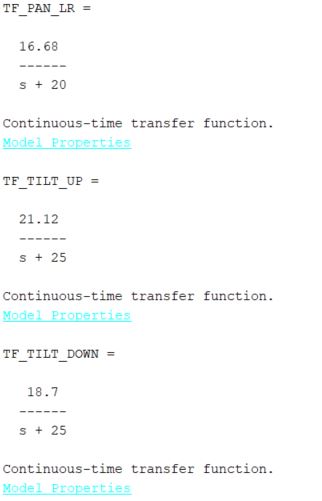 TF_PAN_LR =
16.68
------
s + 20
Continuous-time transfer function.
Model Properties
TF_TILT_UP =
21.12
------
s + 25
Continuous-time transfer function.
Model Properties
TF_TILT_DOWN =
18.7
------
s + 25
Continuous-time transfer function.
Model Properties